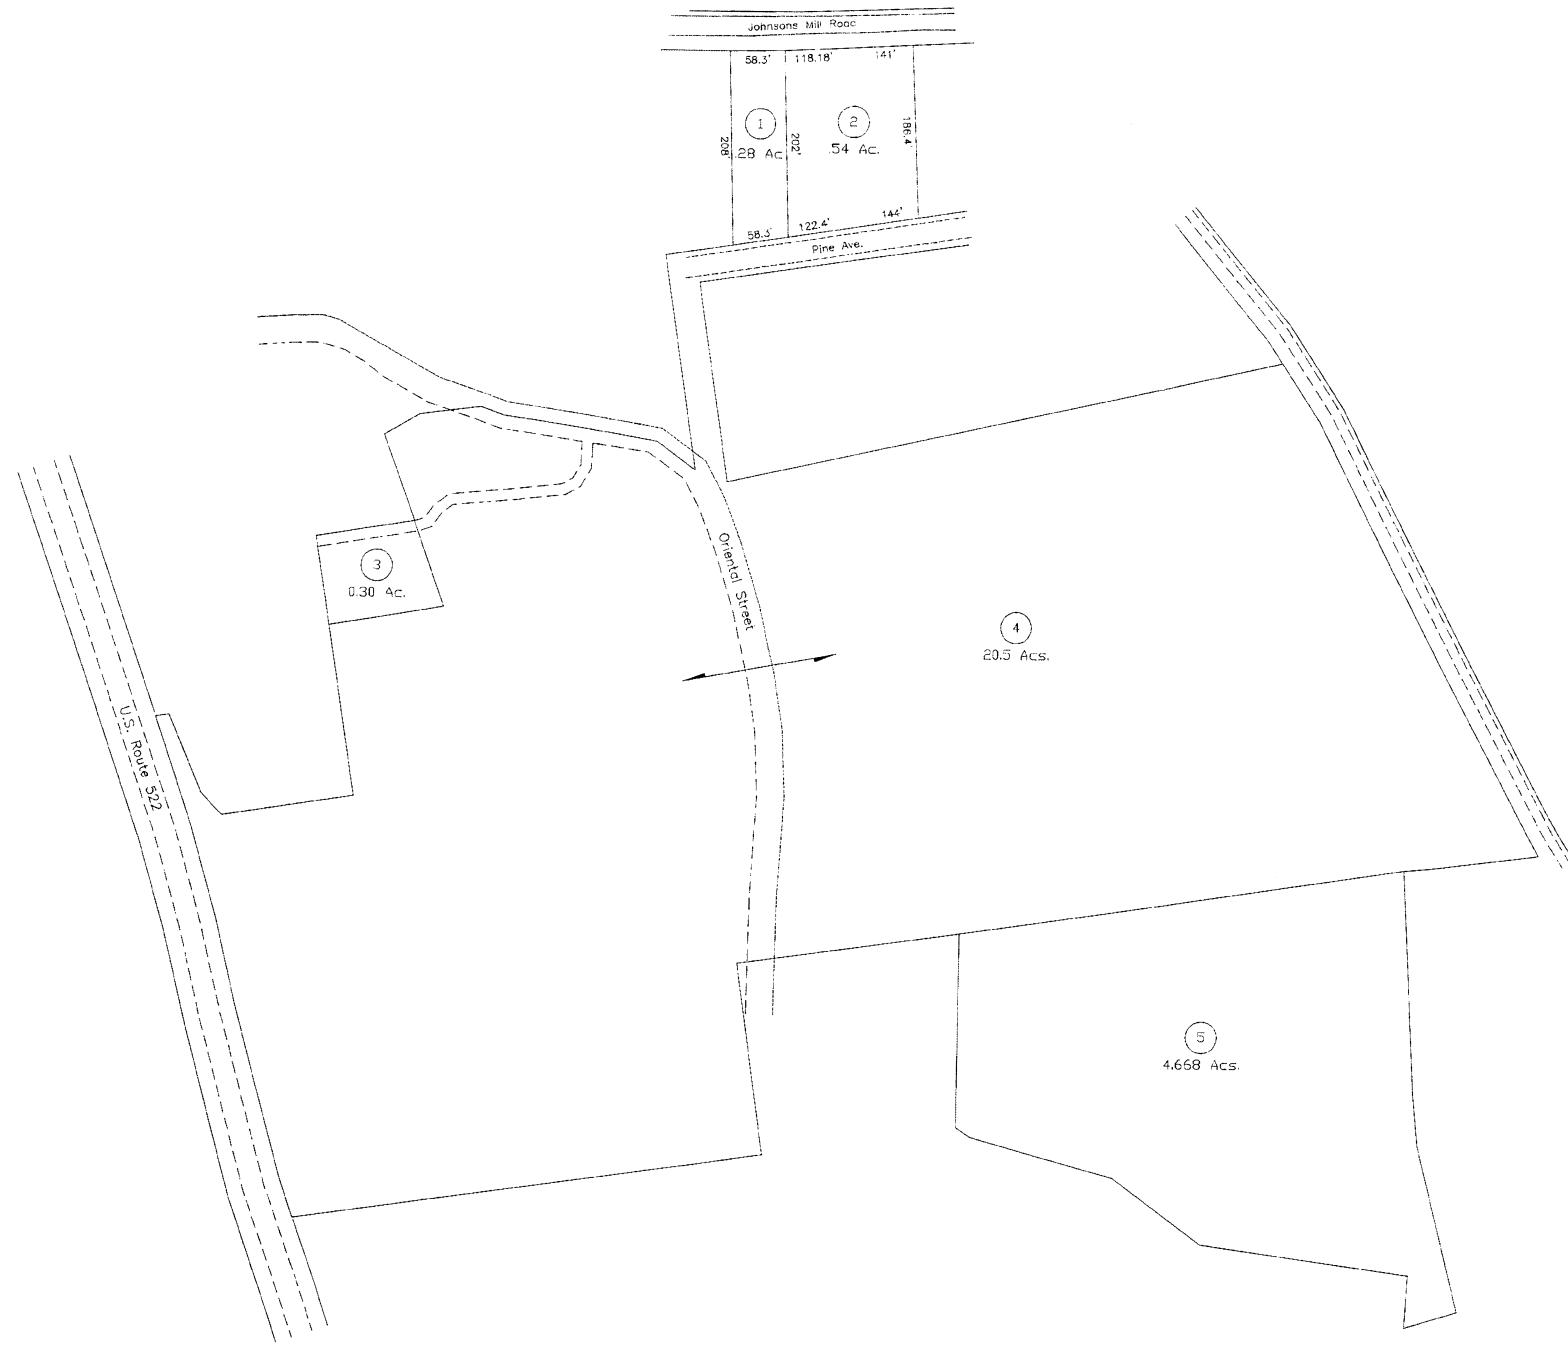 Johnsons Mill Road
58.3'
118.18'
141'
1
.28 Ac
208'
202'
2
.54 Ac.
186.4'
58.3'
122.4'
144'
Pine Ave.
3
0.30 Ac.
Oriental Street
4
20.5 Acs.
U.S. Route 522
5
4.668 Acs.